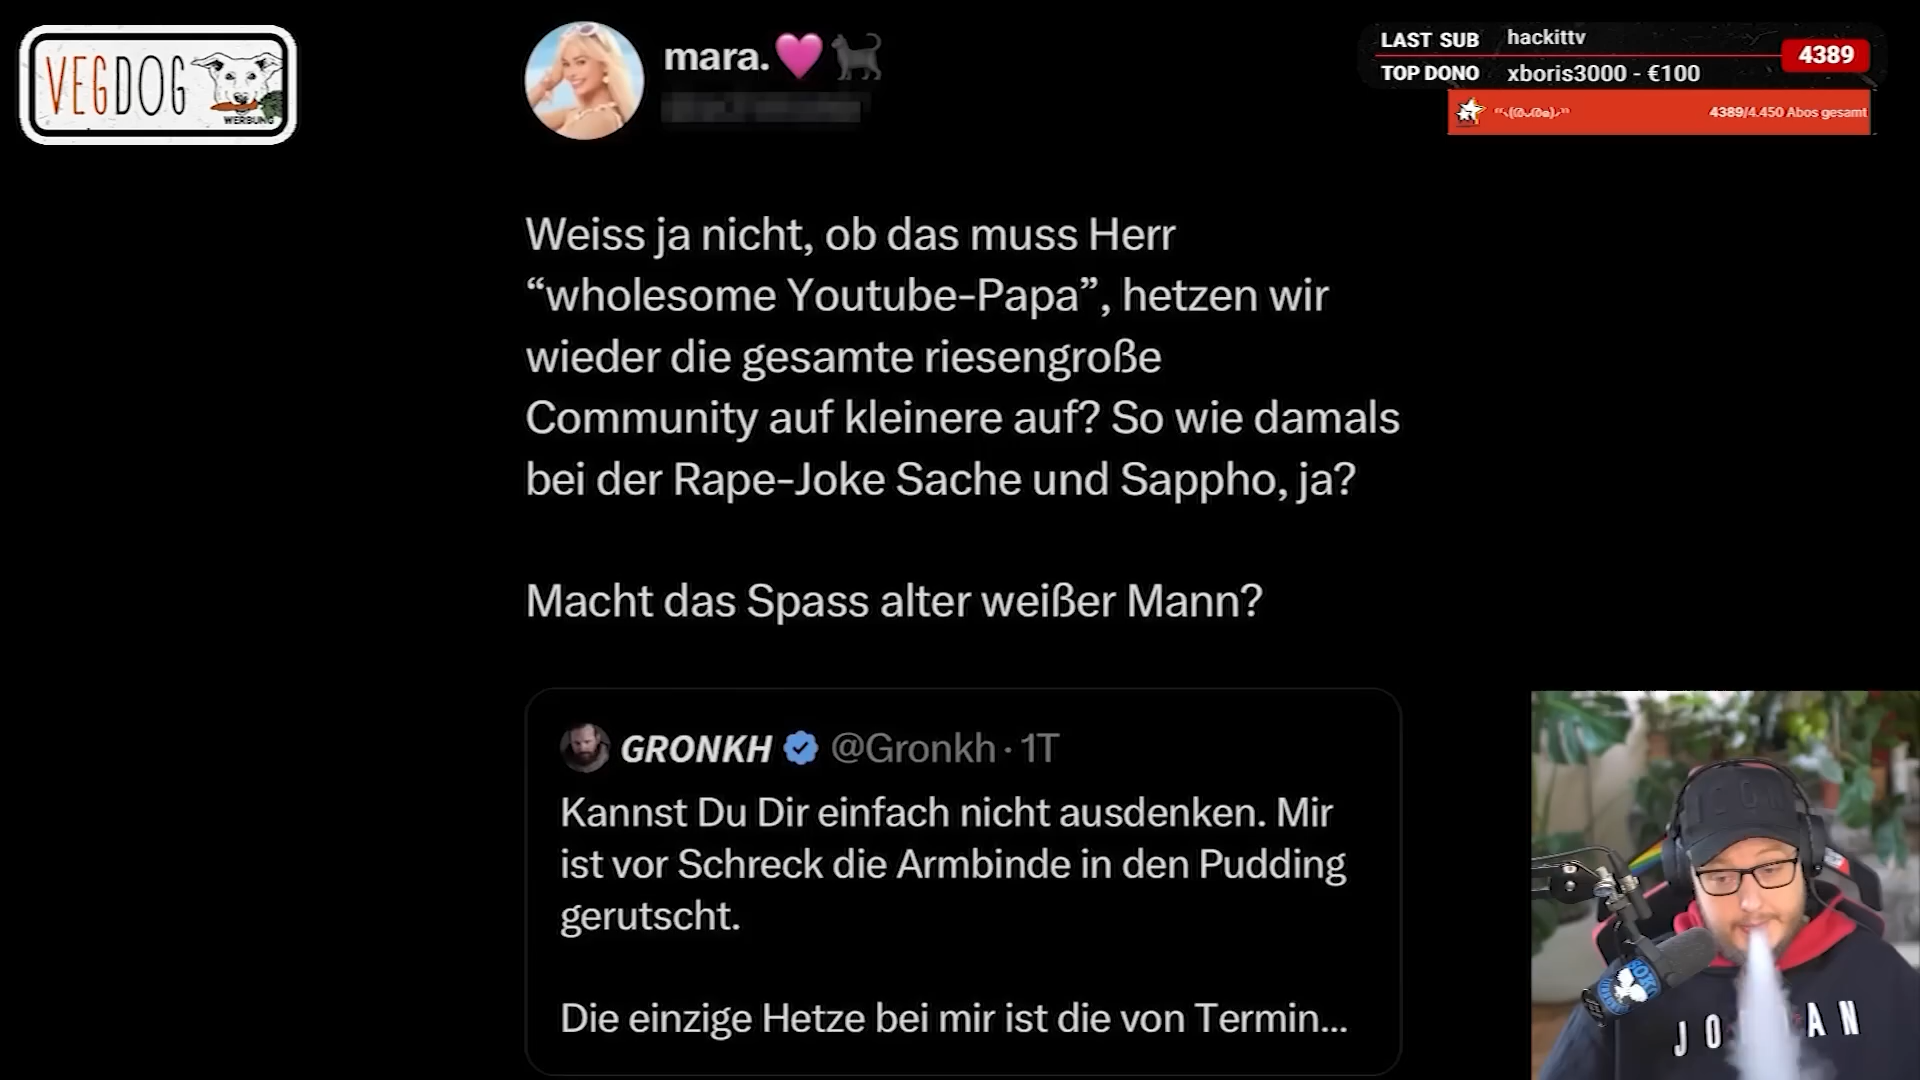 VEGDOG
WERBUNG
mara.🩷🐈‍⬛
LAST SUB hackittv
TOP DONO xboris3000 - €100
4389
4389/4.450 Abos gesamt
Weiss ja nicht, ob das muss Herr
“wholesome Youtube-Papa”, hetzen wir
wieder die gesamte riesengroße
Community auf kleinere auf? So wie damals
bei der Rape-Joke Sache und Sappho, ja?
Macht das Spass alter weißer Mann?
GRONKH @Gronkh · 1T
Kannst Du Dir einfach nicht ausdenken. Mir
ist vor Schreck die Armbinde in den Pudding
gerutscht.
Die einzige Hetze bei mir ist die von Termin...
ICON